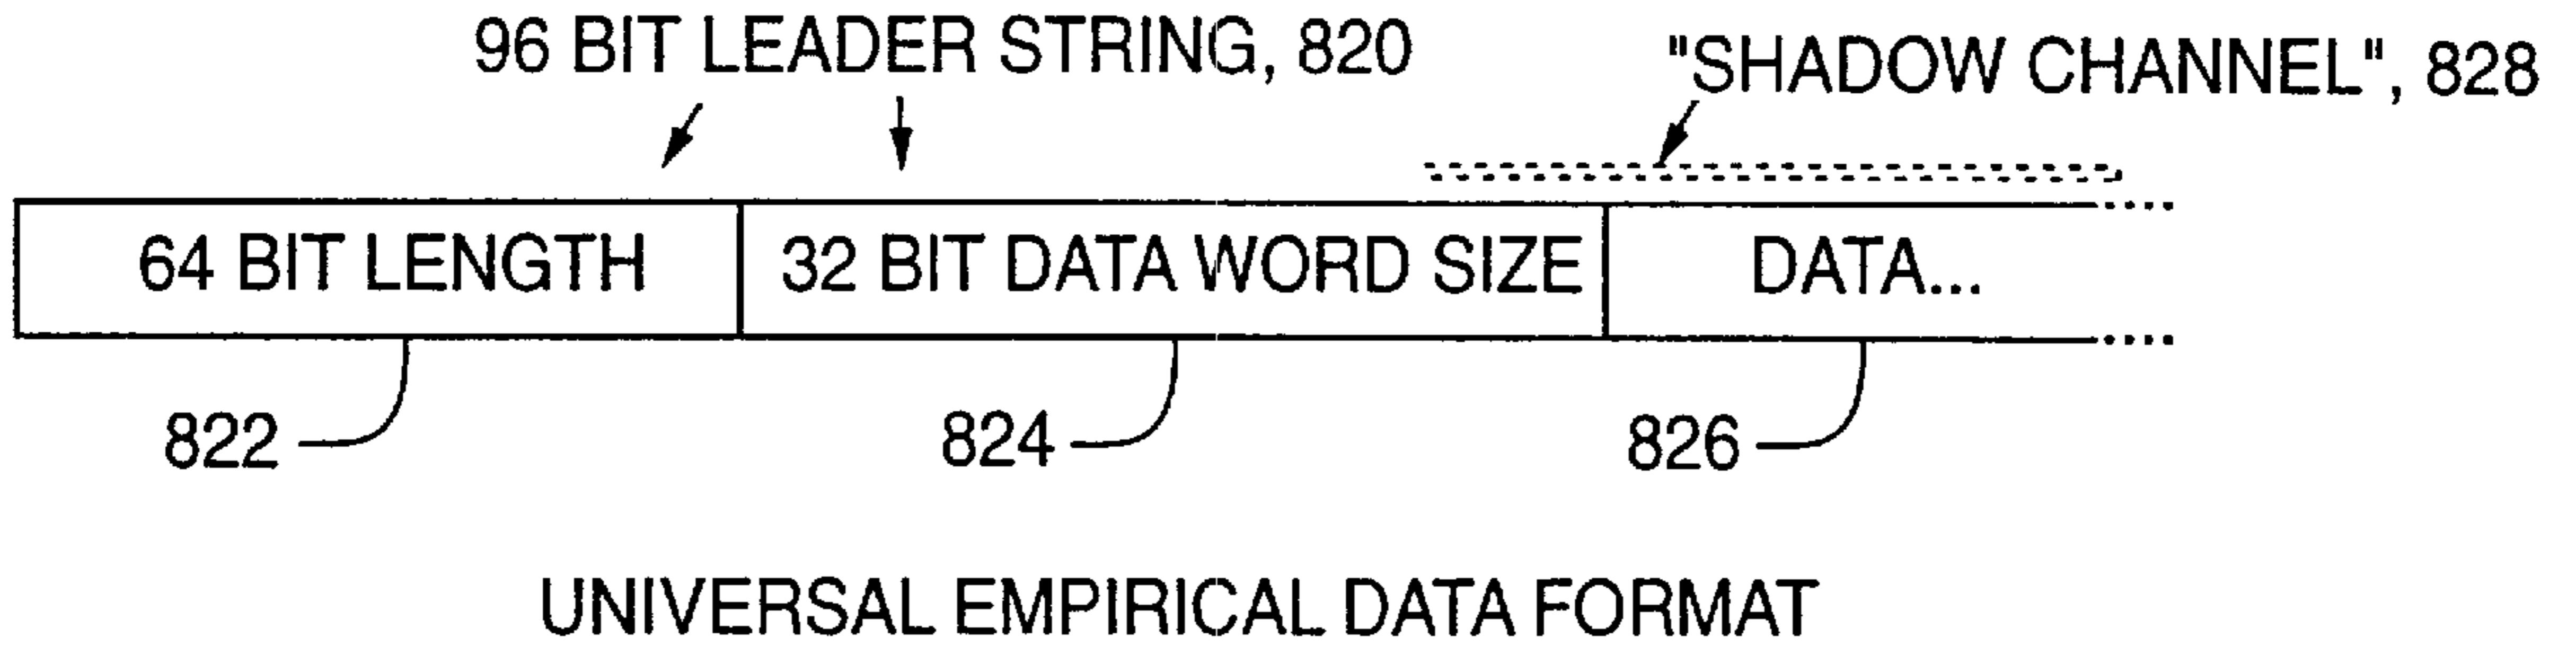 96 BIT LEADER STRING, 820
"SHADOW CHANNEL", 828
64 BIT LENGTH
32 BIT DATA WORD SIZE
DATA...
822
824
826
UNIVERSAL EMPIRICAL DATA FORMAT